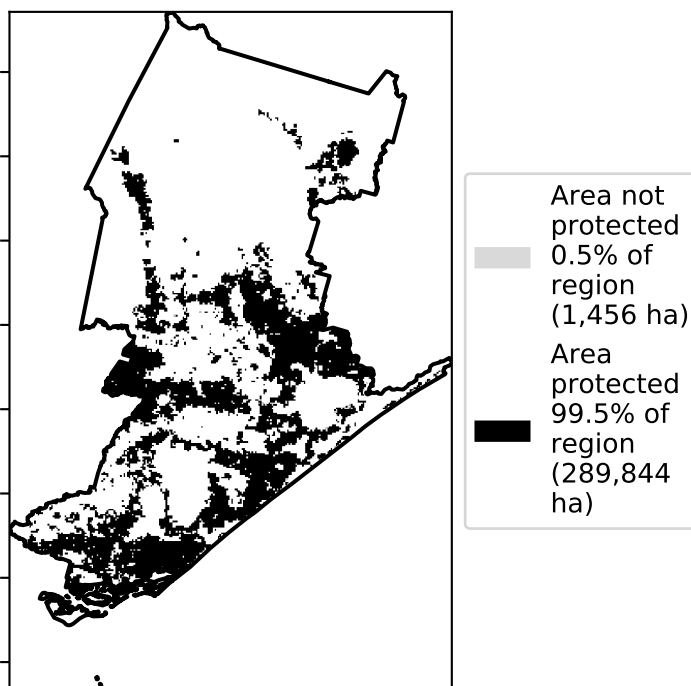 Area not
protected
0.5% of
region
(1,456 ha)
Area
protected
99.5% of
region
(289,844
ha)